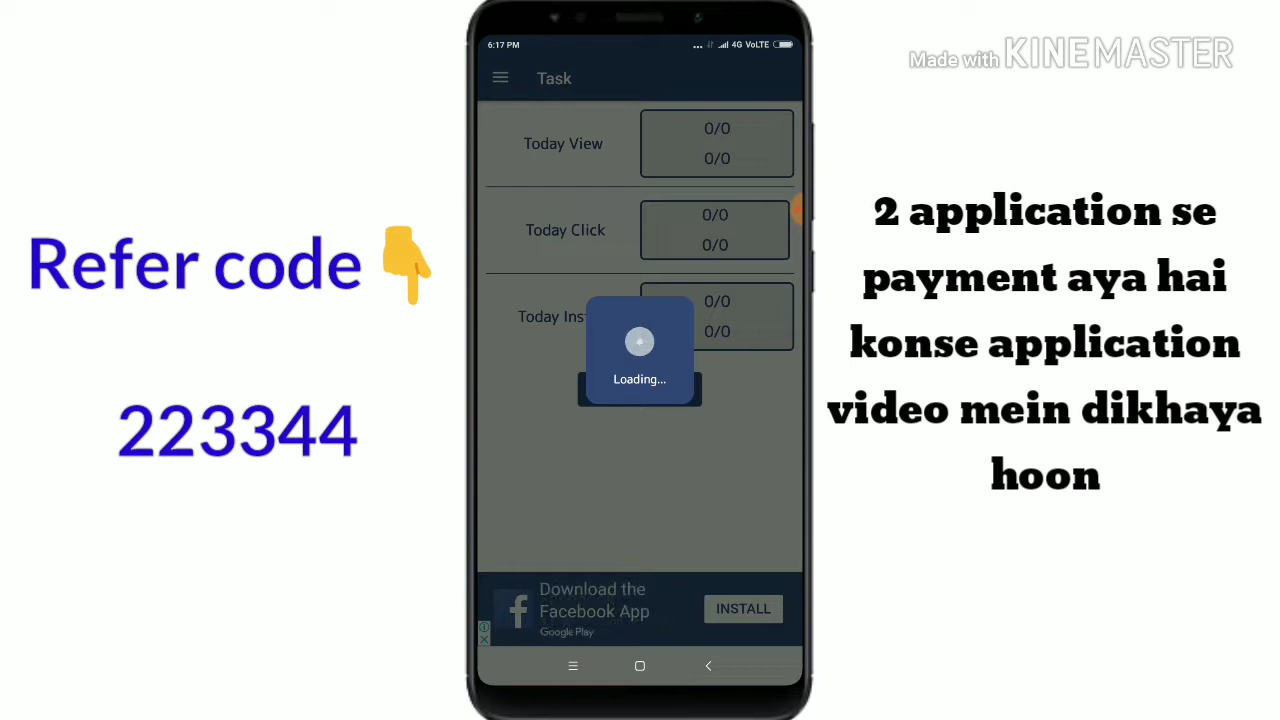 Made with KINEMASTER
6:17 PM
4G VoLTE
Task
Today View
0/0
0/0
Today Click
0/0
0/0
Today Ins
0/0
0/0
Loading...
Download the
Facebook App
Google Play
INSTALL
Refer code
223344
2 application se
payment aya hai
konse application
video mein dikhaya
hoon